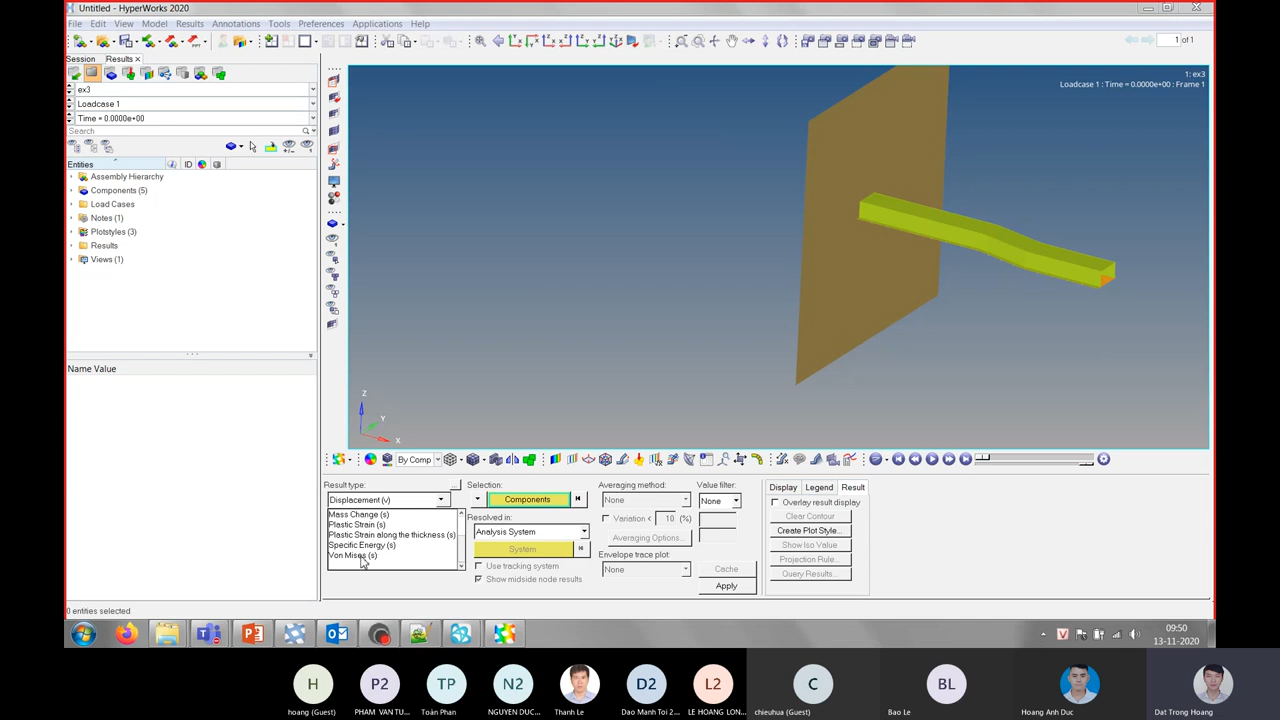 Untitled - HyperWorks 2020
File Edit View Model Results Annotations Tools Preferences Applications Help
1 of 1
Session Results
ex3
Loadcase 1
Time = 0.0000e+00
Search
Entities ID
Assembly Hierarchy
Components (5)
Load Cases
Notes (1)
Plotstyles (3)
Results
Views (1)
Name Value
1: ex3
Loadcase 1 : Time = 0.0000e+00 : Frame 1
Z
Y
X
By Comp
Result type:
Displacement (v)
Mass Change (s)
Plastic Strain (s)
Plastic Strain along the thickness (s)
Specific Energy (s)
Von Mises (s)
Selection:
Components
Resolved in:
Analysis System
System
Use tracking system
Show midside node results
Averaging method:
None
Variation < 10 (%)
Averaging Options...
Envelope trace plot:
None
Value filter:
None
Cache
Apply
Display Legend Result
Overlay result display
Clear Contour
Create Plot Style...
Show Iso Value
Projection Rule...
Query Results...
0 entities selected
09:50
13-11-2020
H P2 TP N2 D2 L2 C BL
hoang (Guest) PHAM VAN TU... Toán Phan NGUYEN DUC... Thanh Le Dao Manh Toi 2... LE HOANG LON... chieuhua (Guest) Bao Le Hoang Anh Duc Dat Trong Hoang